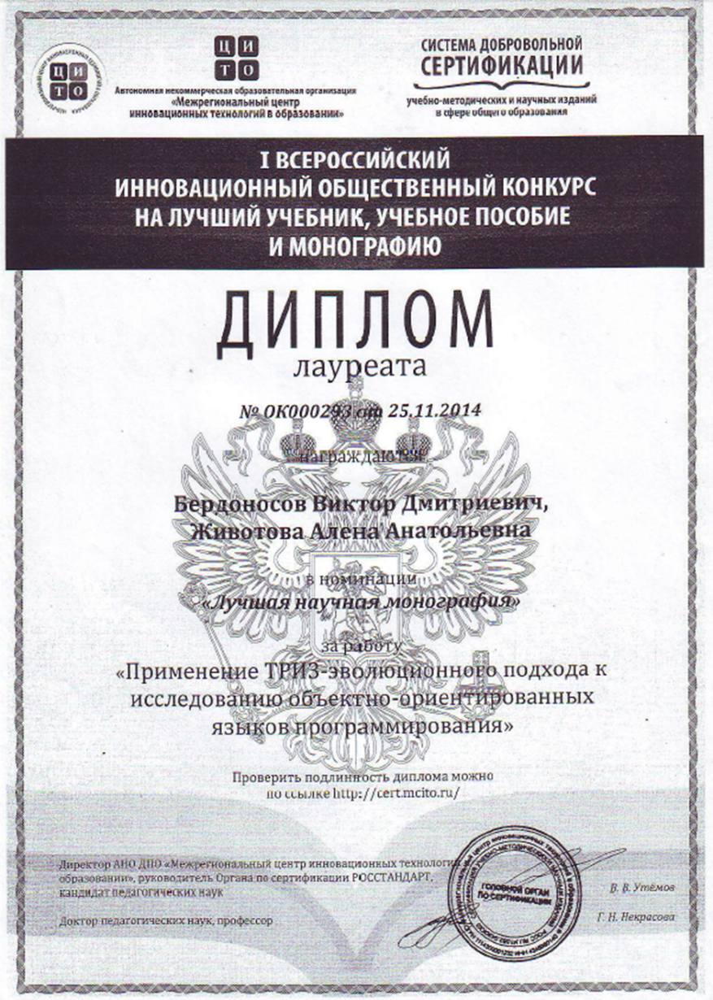 ЦИ
ТО
ЦИ
ТО
Автономная некоммерческая образовательная организация
«Межрегиональный центр
инновационных технологий в образовании»
СИСТЕМА ДОБРОВОЛЬНОЙ
СЕРТИФИКАЦИИ
учебно-методических и научных изданий
в сфере общего образования
I ВСЕРОССИЙСКИЙ
ИННОВАЦИОННЫЙ ОБЩЕСТВЕННЫЙ КОНКУРС
НА ЛУЧШИЙ УЧЕБНИК, УЧЕБНОЕ ПОСОБИЕ
И МОНОГРАФИЮ
ДИПЛОМ
лауреата
№ ОК000293 от 25.11.2014
награждаются
Бердоносов Виктор Дмитриевич,
Животова Алена Анатольевна
в номинации
«Лучшая научная монография»
за работу
«Применение ТРИЗ-эволюционного подхода к
исследованию объектно-ориентированных
языков программирования»
Проверить подлинность диплома можно
по ссылке http://cert.mcito.ru/
Директор АНО ДПО «Межрегиональный центр инновационных технологий в
образовании», руководитель Органа по сертификации РОССТАНДАРТ,
кандидат педагогических наук
В. В. Утёмов
Доктор педагогических наук, профессор
Г. Н. Некрасова
ГОЛОВНОЙ ОРГАН
ПО СЕРТИФИКАЦИИ